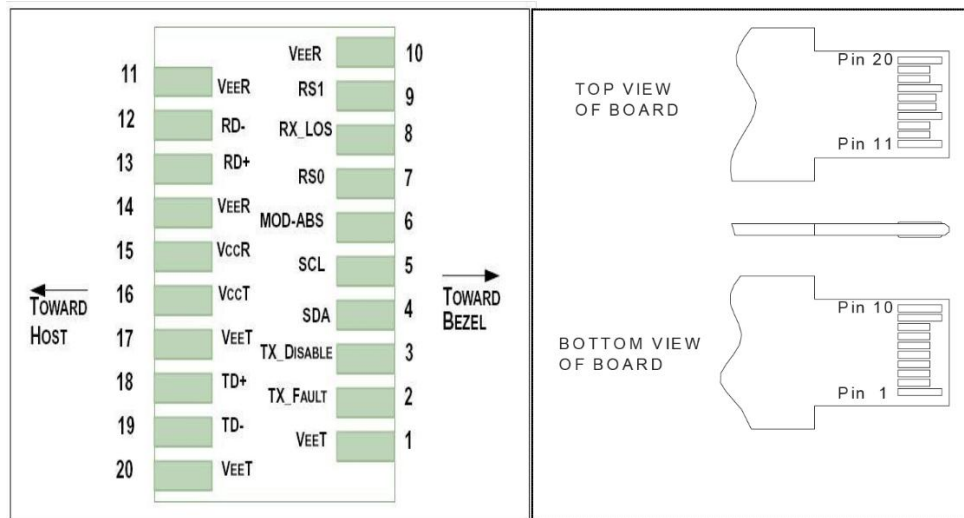 VEER 10
11 VEER
RS1 9
12 RD-
RX_LOS 8
13 RD+
RS0 7
14 VEER
MOD-ABS 6
15 VCCR
SCL 5
16 VCCT
SDA 4
17 VEET
TX_DISABLE 3
18 TD+
TX_FAULT 2
19 TD-
VEET 1
20 VEET
TOWARD
HOST
TOWARD
BEZEL
TOP VIEW
OF BOARD
Pin 20
Pin 11
BOTTOM VIEW
OF BOARD
Pin 10
Pin 1